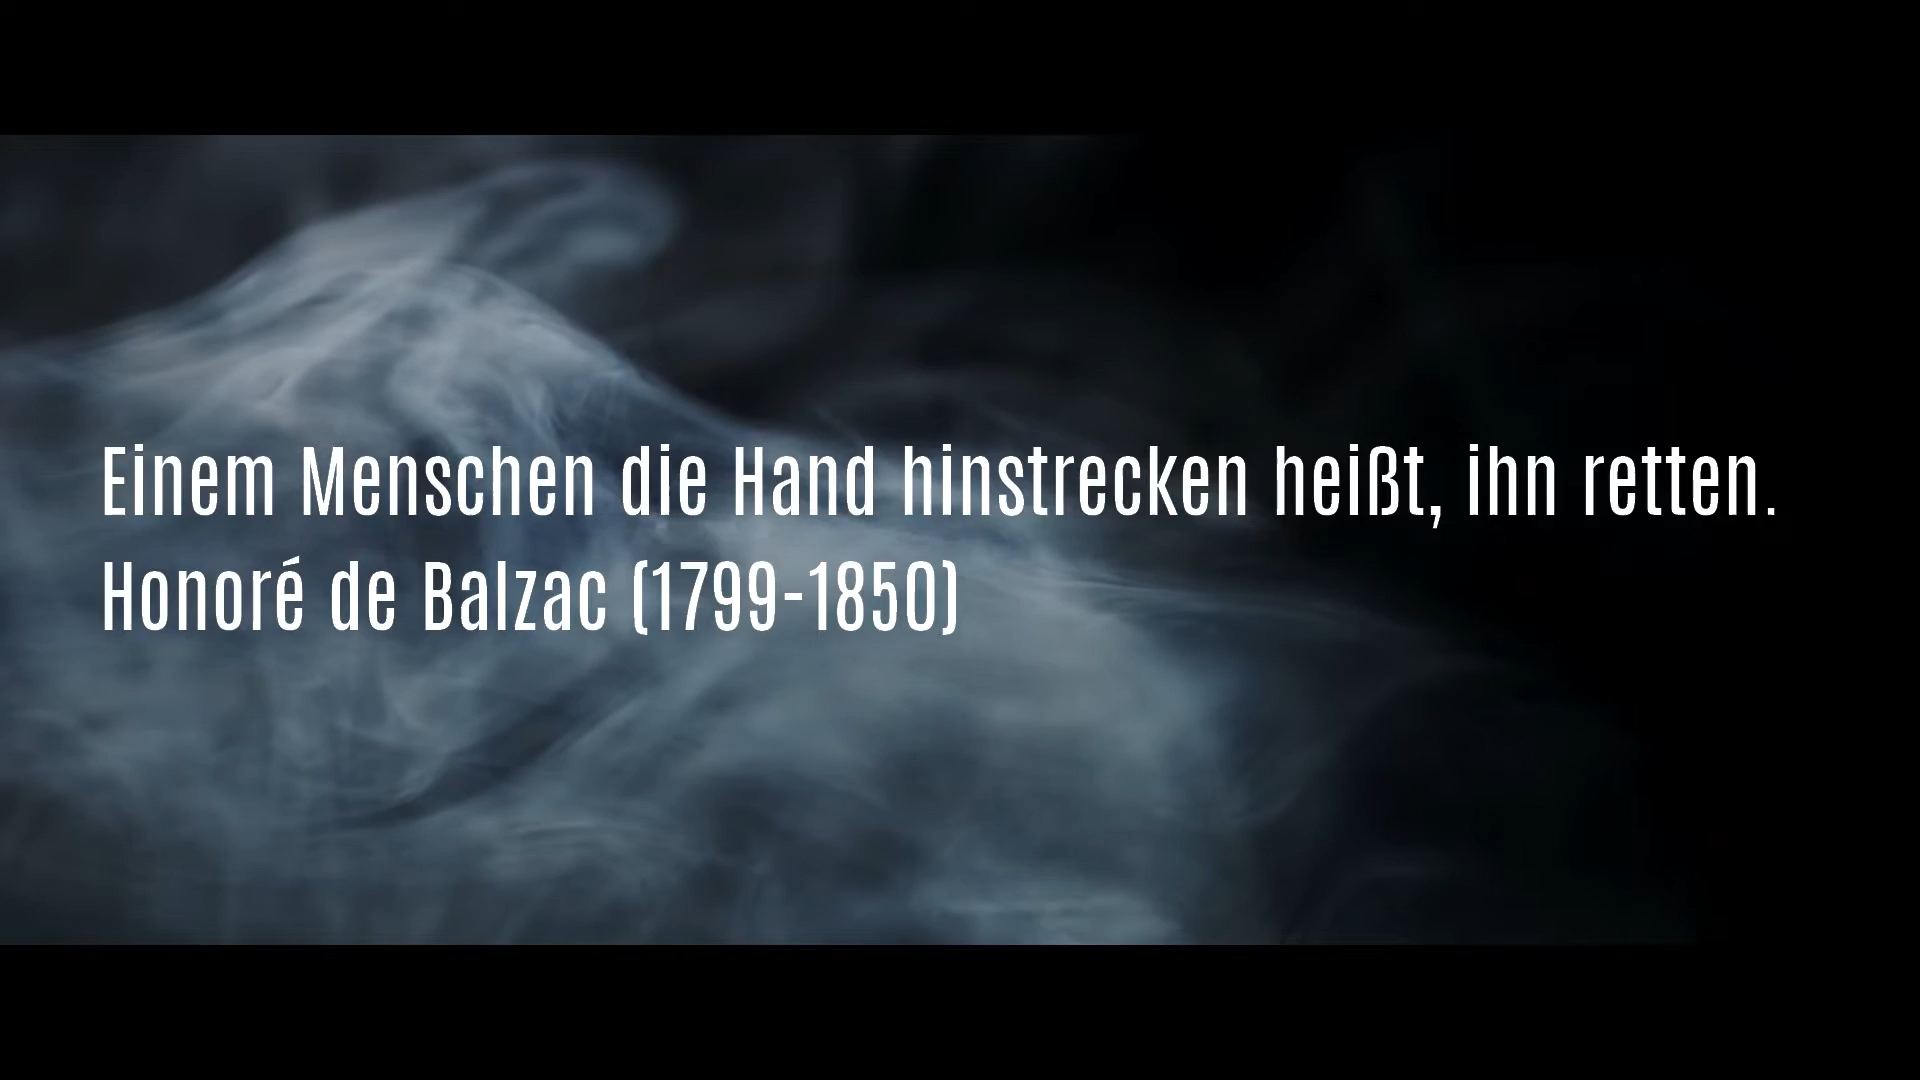 Einem Menschen die Hand hinstrecken heißt, ihn retten.
Honoré de Balzac (1799-1850)